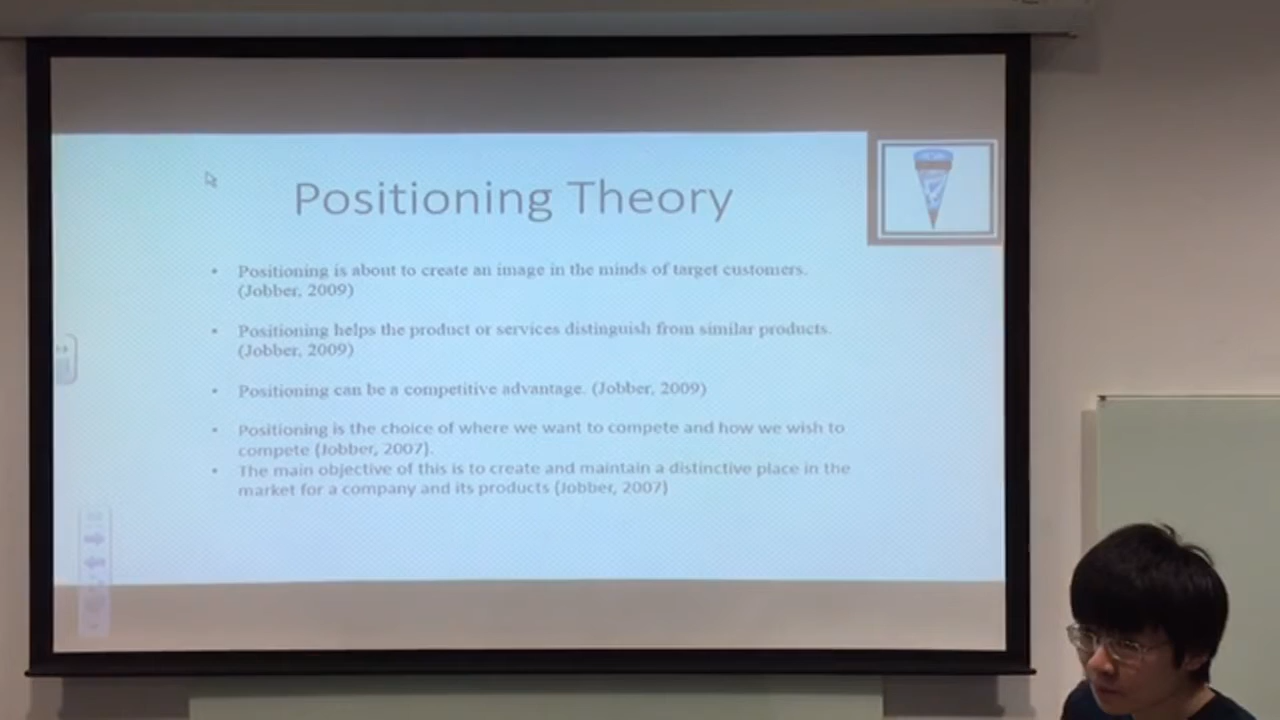 Positioning Theory
• Positioning is about to create an image in the minds of target customers.
(Jobber, 2009)
• Positioning helps the product or services distinguish from similar products.
(Jobber, 2009)
• Positioning can be a competitive advantage. (Jobber, 2009)
• Positioning is the choice of where we want to compete and how we wish to
compete (Jobber, 2007).
• The main objective of this is to create and maintain a distinctive place in the
market for a company and its products (Jobber, 2007)